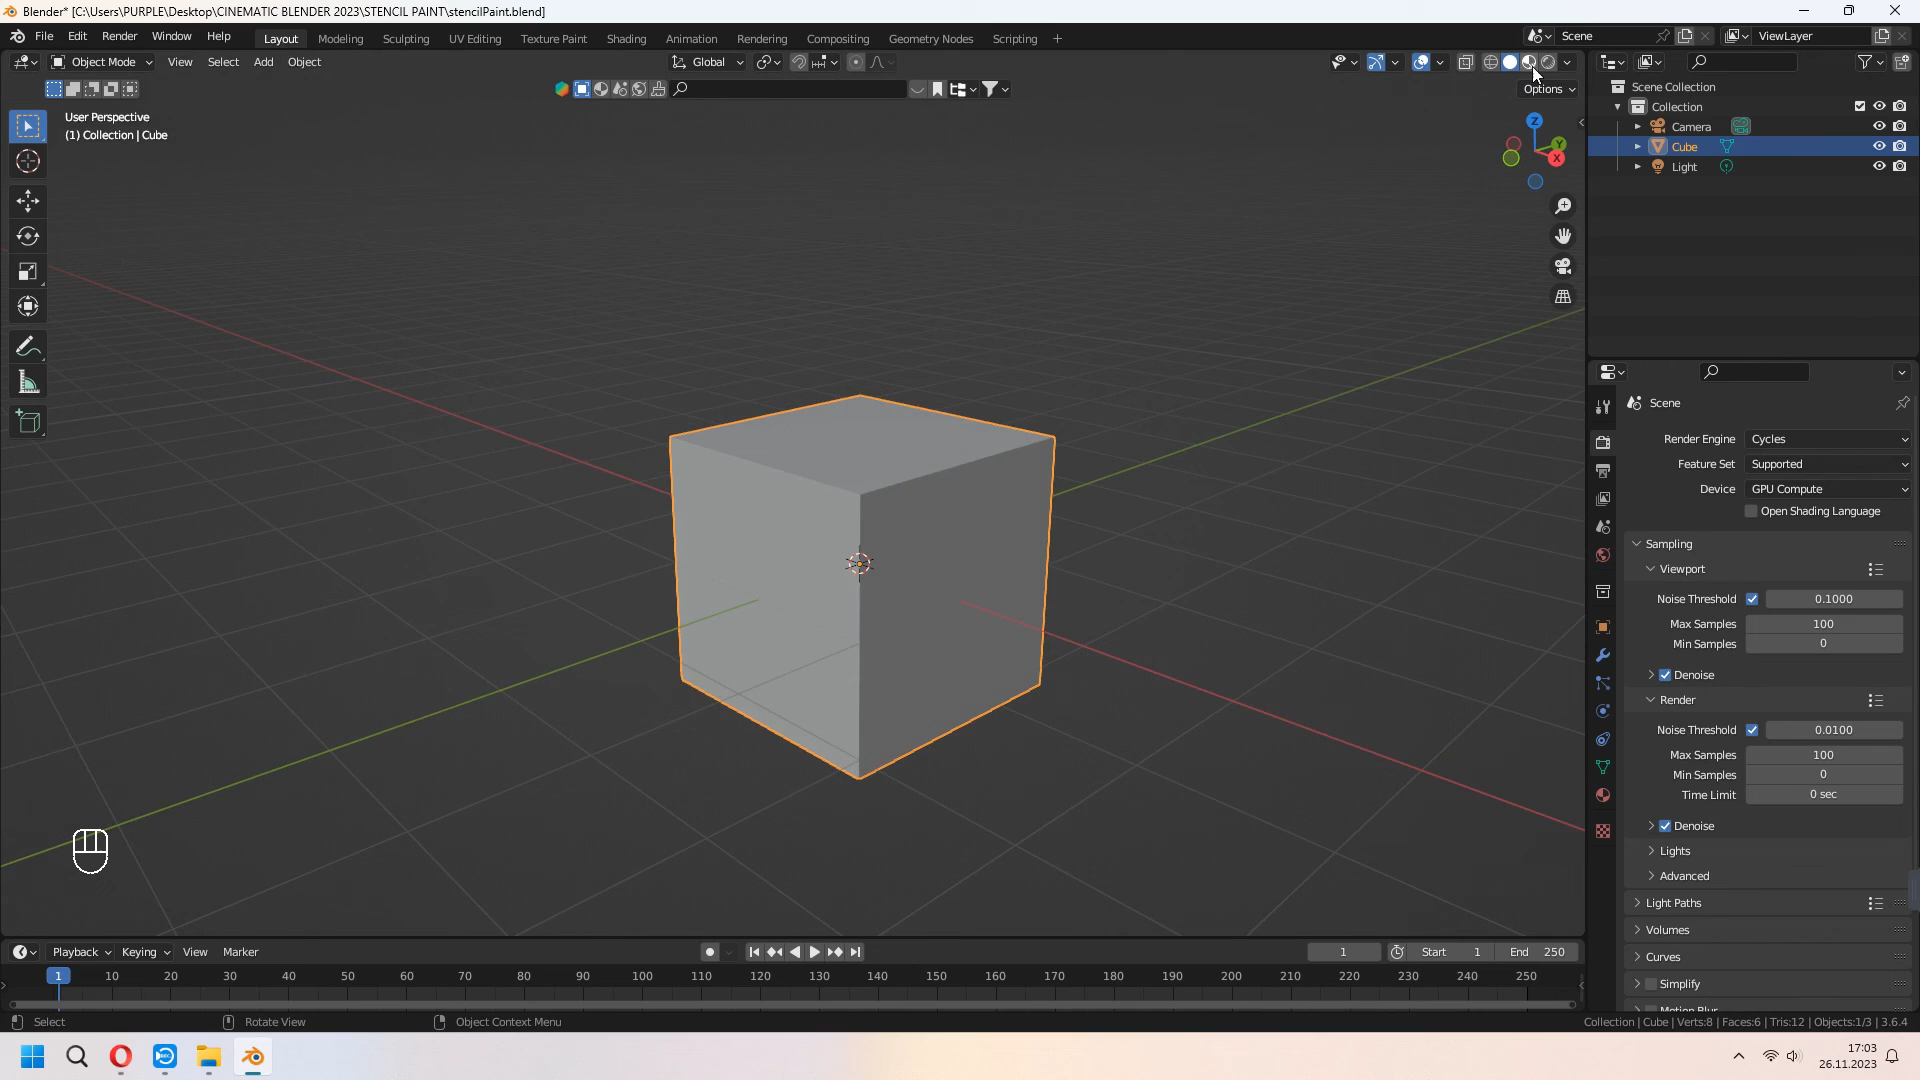 Blender* [C:\Users\PURPLE\Desktop\CINEMATIC BLENDER 2023\STENCIL PAINT\stencilPaint.blend]
File Edit Render Window Help Layout Modeling Sculpting UV Editing Texture Paint Shading Animation Rendering Compositing Geometry Nodes Scripting + Scene ViewLayer
Object Mode View Select Add Object Global
Options
User Perspective
(1) Collection | Cube
Z
Y
X
Scene Collection
Collection
Camera
Cube
Light
Scene
Render Engine Cycles
Feature Set Supported
Device GPU Compute
Open Shading Language
Sampling
Viewport
Noise Threshold 0.1000
Max Samples 100
Min Samples 0
Denoise
Render
Noise Threshold 0.0100
Max Samples 100
Min Samples 0
Time Limit 0 sec
Denoise
Lights
Advanced
Light Paths
Volumes
Curves
Simplify
Motion Blur
Playback Keying View Marker 1 Start 1 End 250
1 10 20 30 40 50 60 70 80 90 100 110 120 130 140 150 160 170 180 190 200 210 220 230 240 250
Select Rotate View Object Context Menu Collection | Cube | Verts:8 | Faces:6 | Tris:12 | Objects:1/3 | 3.6.4
17:03
26.11.2023